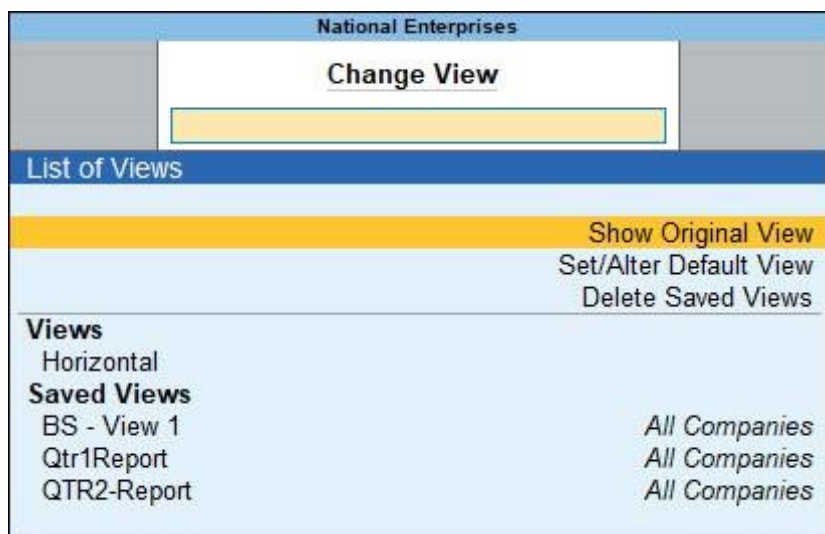 National Enterprises
Change View
List of Views
Show Original View
Set/Alter Default View
Delete Saved Views
Views
Horizontal
Saved Views
BS - View 1 All Companies
Qtr1Report All Companies
QTR2-Report All Companies